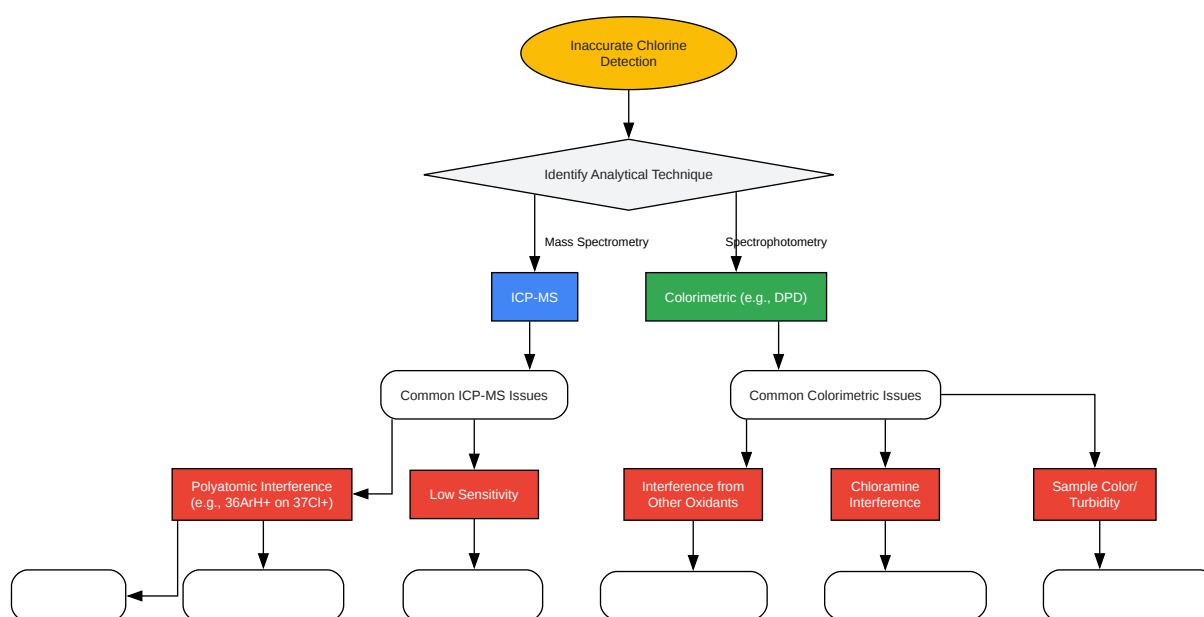 Inaccurate Chlorine
Detection
Identify Analytical Technique
Mass Spectrometry
Spectrophotometry
ICP-MS
Colorimetric (e.g., DPD)
Common ICP-MS Issues
Common Colorimetric Issues
Polyatomic Interference
(e.g., 36ArH+ on 37Cl+)
Low Sensitivity
Interference from
Other Oxidants
Chloramine
Interference
Sample Color/
Turbidity